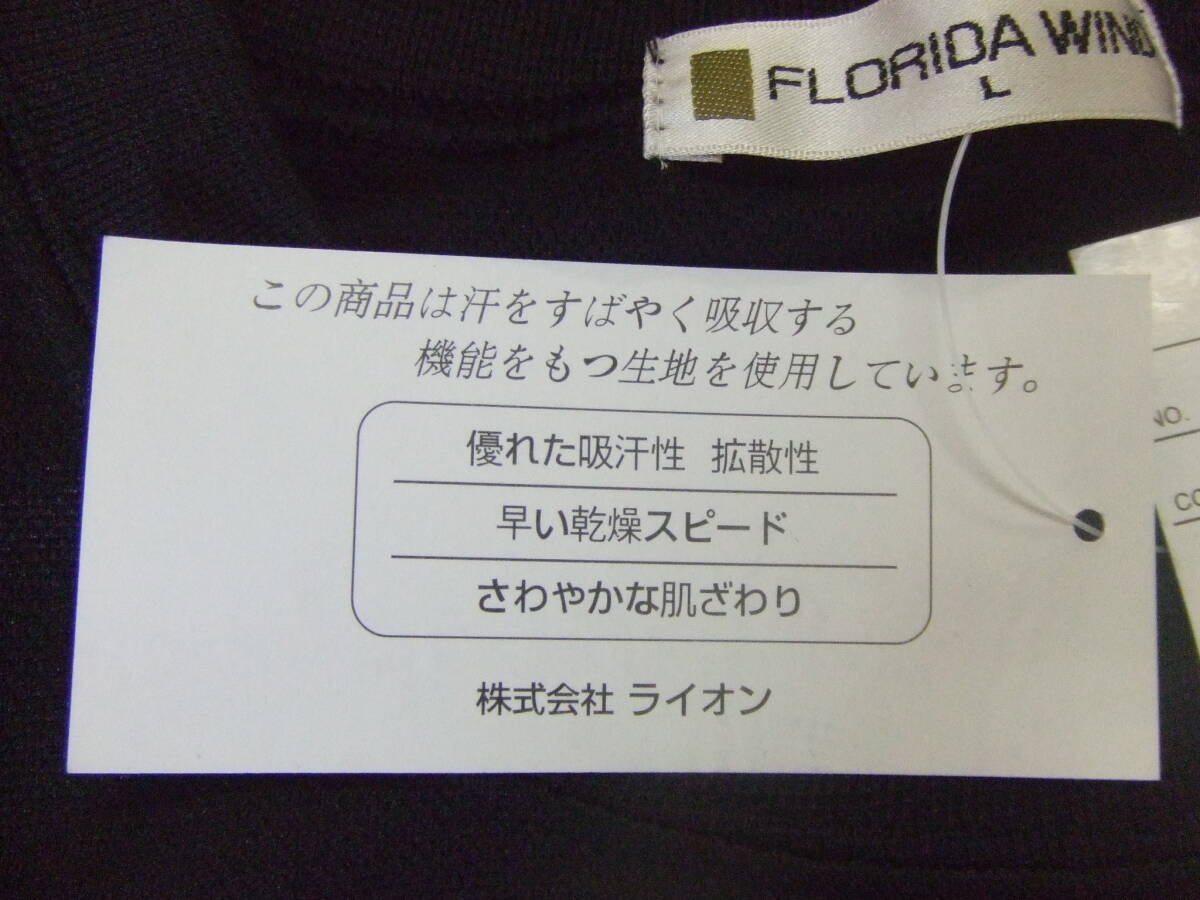 FLORIDA WIND
L
この商品は汗をすばやく吸収する
機能をもつ生地を使用しています。
優れた吸汗性 拡散性
早い乾燥スピード
さわやかな肌ざわり
株式会社 ライオン
NO.